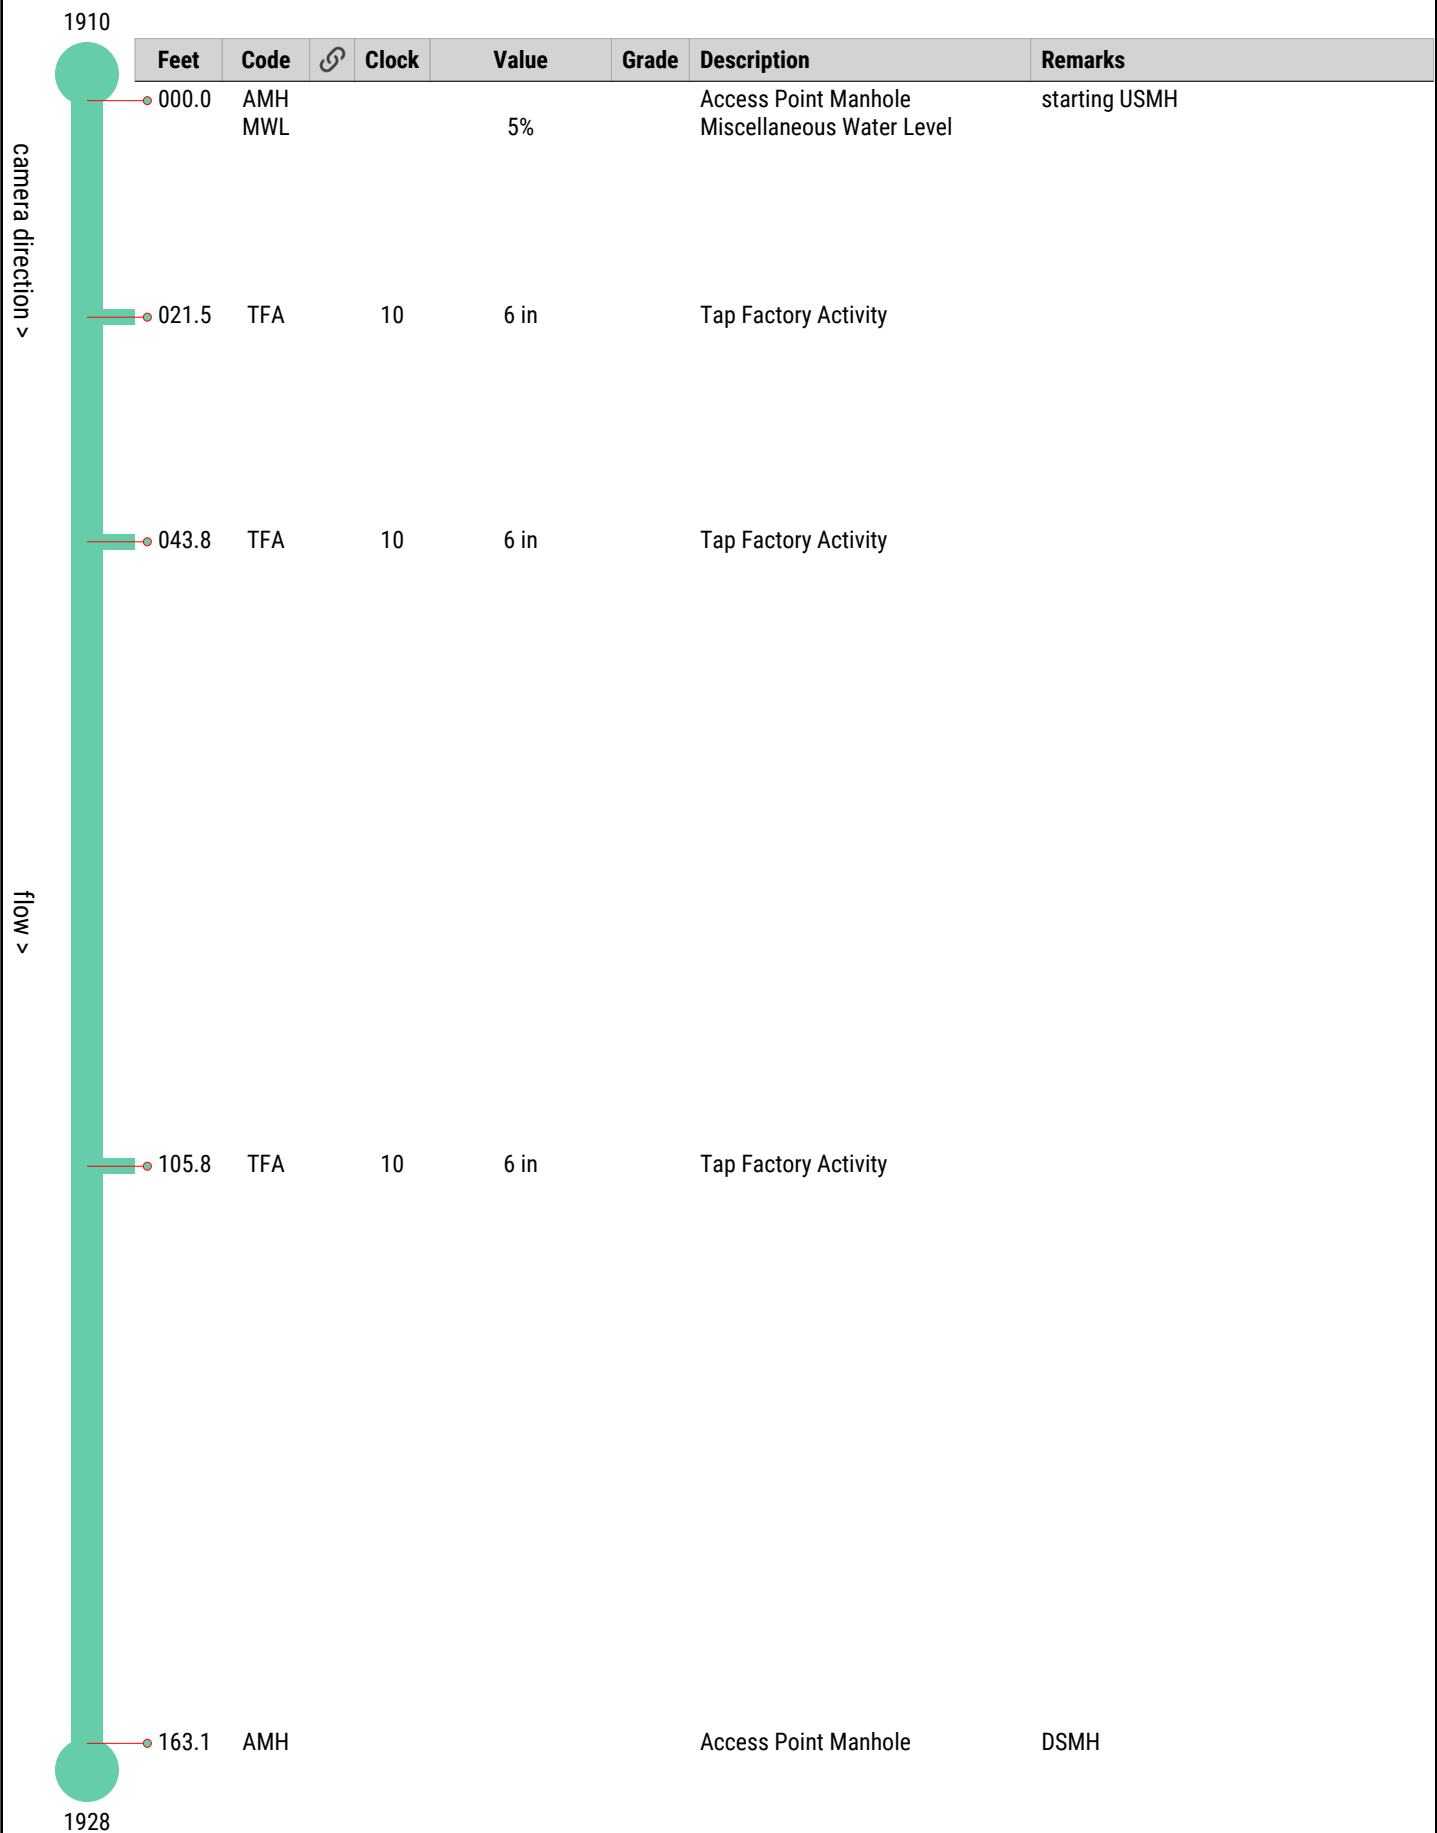 1910
Feet Code Clock Value Grade Description Remarks
000.0 AMH Access Point Manhole starting USMH
MWL 5% Miscellaneous Water Level
camera direction >
021.5 TFA 10 6 in Tap Factory Activity
043.8 TFA 10 6 in Tap Factory Activity
flow >
105.8 TFA 10 6 in Tap Factory Activity
163.1 AMH Access Point Manhole DSMH
1928